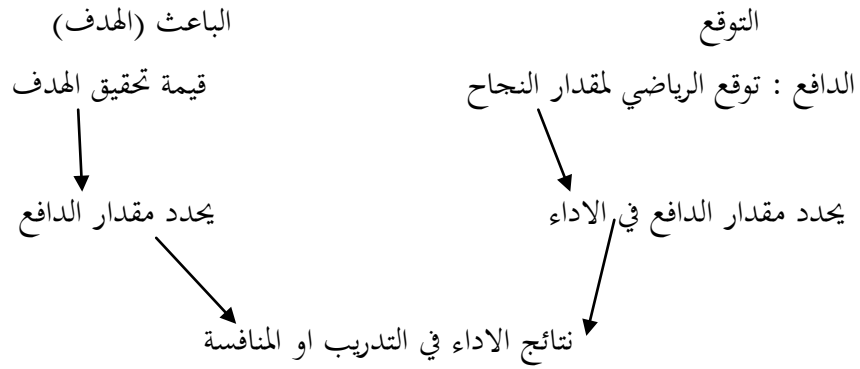 التوقع الباعث (الهدف)
الدافع : توقع الرياضي لمقدار النجاح قيمة تحقيق الهدف
يحدد مقدار الدافع في الاداء يحدد مقدار الدافع
نتائج الاداء في التدريب او المنافسة